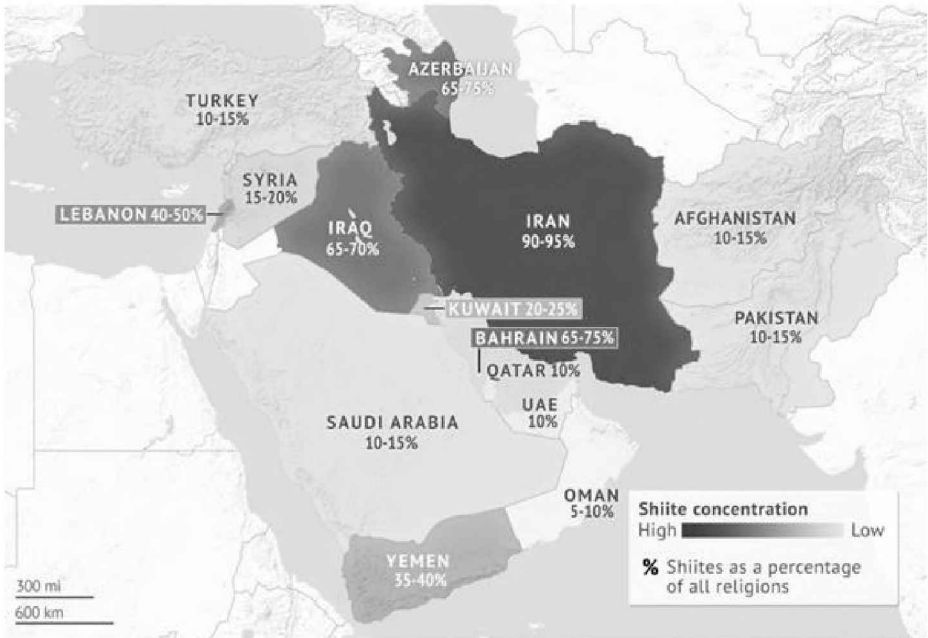 AZERBAIJAN
65-75%
TURKEY
10-15%
SYRIA
15-20%
LEBANON 40-50%
IRAQ
65-70%
IRAN
90-95%
AFGHANISTAN
10-15%
KUWAIT 20-25%
PAKISTAN
10-15%
BAHRAIN 65-75%
QATAR 10%
UAE
10%
SAUDI ARABIA
10-15%
OMAN
5-10%
YEMEN
35-40%
Shiite concentration
High Low
% Shiites as a percentage
of all religions
300 mi
600 km